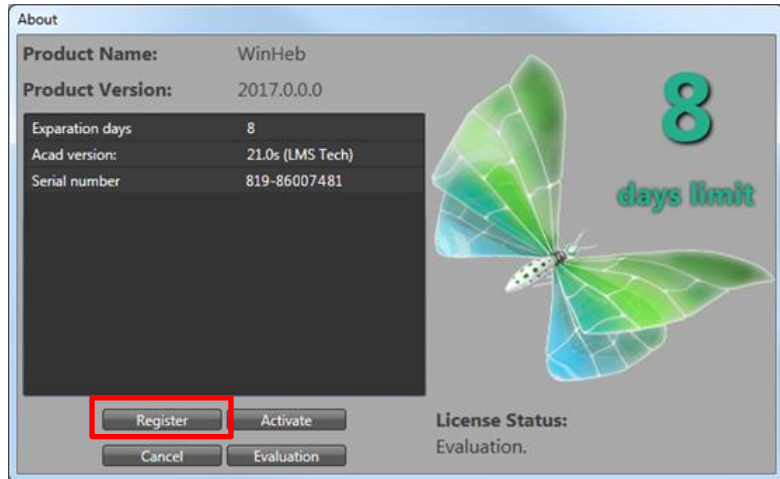 About
Product Name: WinHeb
Product Version: 2017.0.0.0
Exparation days 8
Acad version: 21.0s (LMS Tech)
Serial number 819-86007481
8
days limit
Register Activate
Cancel Evaluation
License Status:
Evaluation.